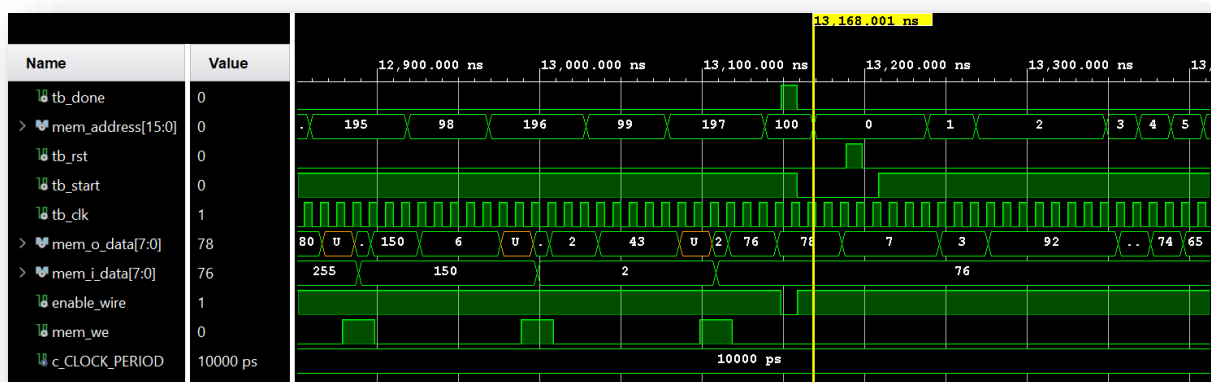 13,168.001 ns
Name Value 12,900.000 ns 13,000.000 ns 13,100.000 ns 13,200.000 ns 13,300.000 ns 13,
tb_done 0
mem_address[15:0] 0 . 195 98 196 99 197 100 0 1 2 3 4 5
tb_rst 0
tb_start 0
tb_clk 1
mem_o_data[7:0] 78 80 U . 150 6 U . 2 43 U 2 76 78 7 3 92 .. 74 65
mem_i_data[7:0] 76 255 150 2 76
enable_wire 1
mem_we 0
c_CLOCK_PERIOD 10000 ps 10000 ps